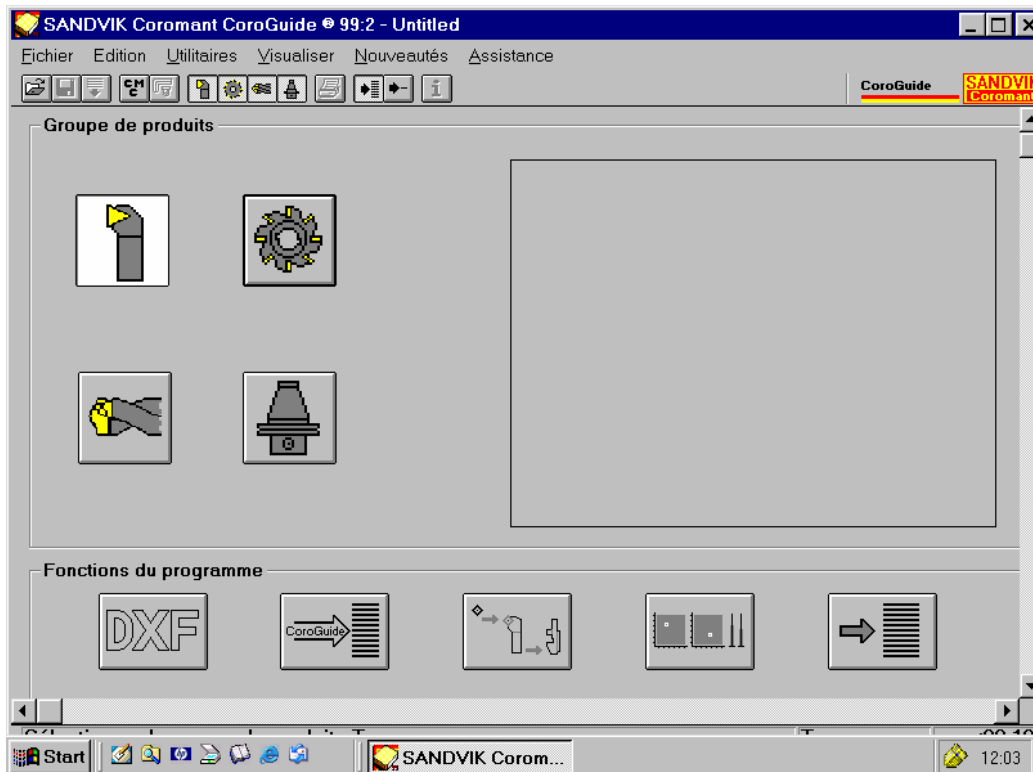 SANDVIK Coromant CoroGuide ® 99:2 - Untitled
Fichier Edition Utilitaires Visualiser Nouveautés Assistance
CMC
CoroGuide
SANDVIK
Coromant
Groupe de produits
Fonctions du programme
DXF
CoroGuide
Start
SANDVIK Corom...
12:03